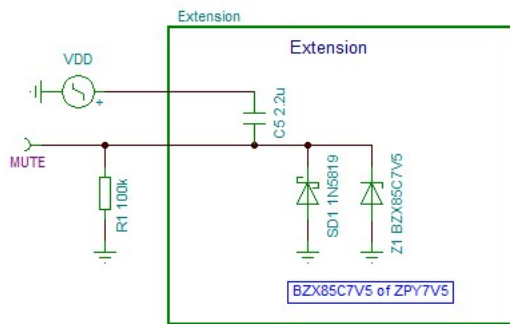 Extension
Extension
VDD
+
C5 2.2u
MUTE
R1 100k
SD1 1N5819
Z1 BZX85C7V5
BZX85C7V5 of ZPY7V5